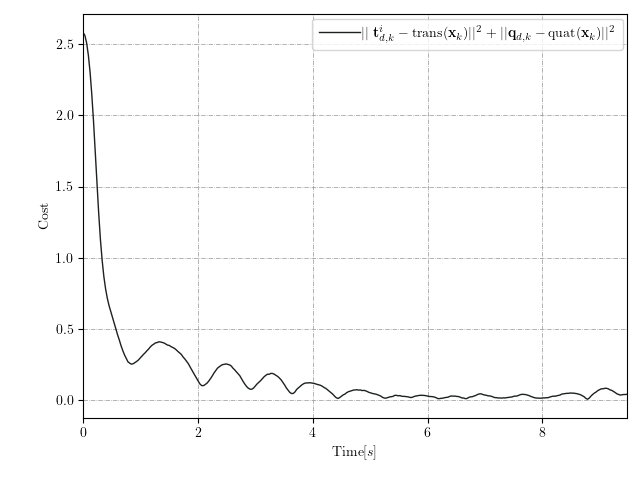 || t^i_{d,k} − trans(x_k)||^2 + ||q_{d,k} − quat(x_k)||^2
2.5
2.0
1.5
1.0
0.5
0.0
Cost
0 2 4 6 8
Time[s]